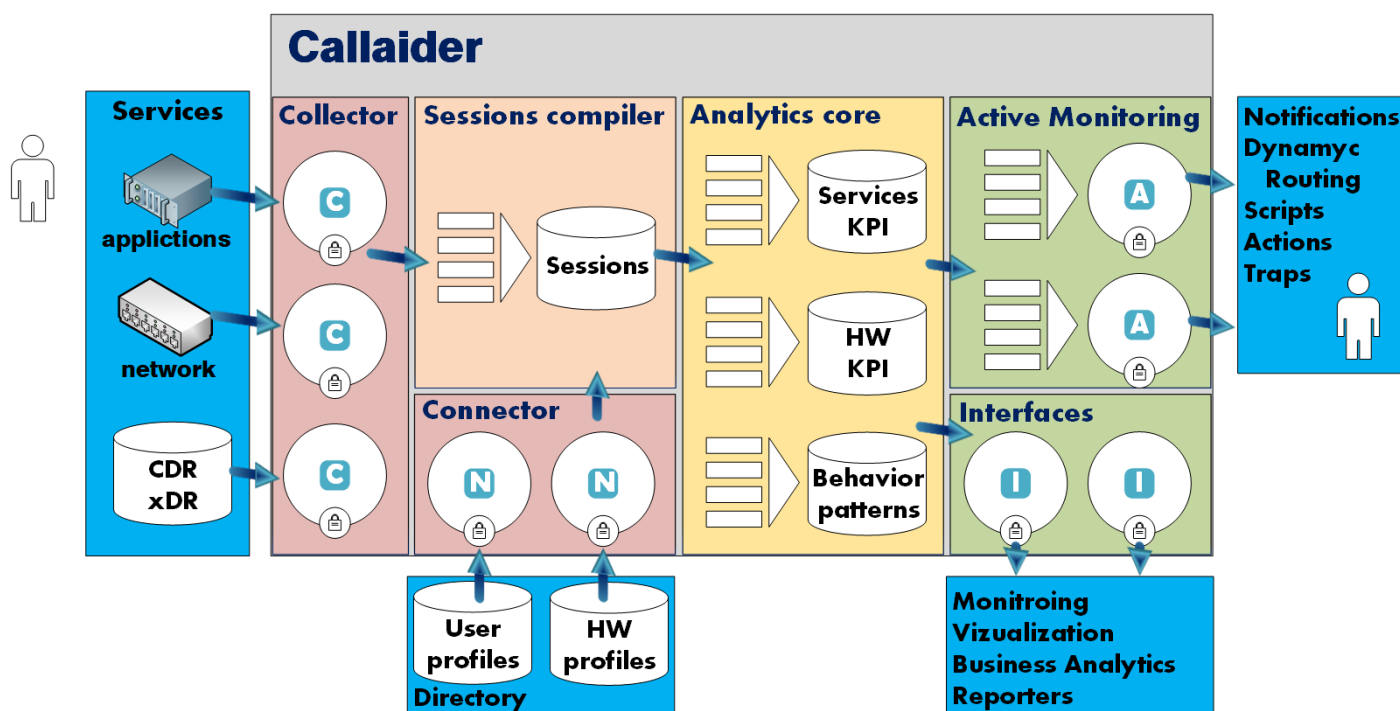 Callaider
Services
applictions
network
CDR
xDR
Collector
C
C
C
Sessions compiler
Sessions
Connector
N
N
User
profiles
HW
profiles
Directory
Analytics core
Services
KPI
HW
KPI
Behavior
patterns
Active Monitoring
A
A
Interfaces
I
I
Notifications
Dynamyc
Routing
Scripts
Actions
Traps
Monitroing
Vizualization
Business Analytics
Reporters